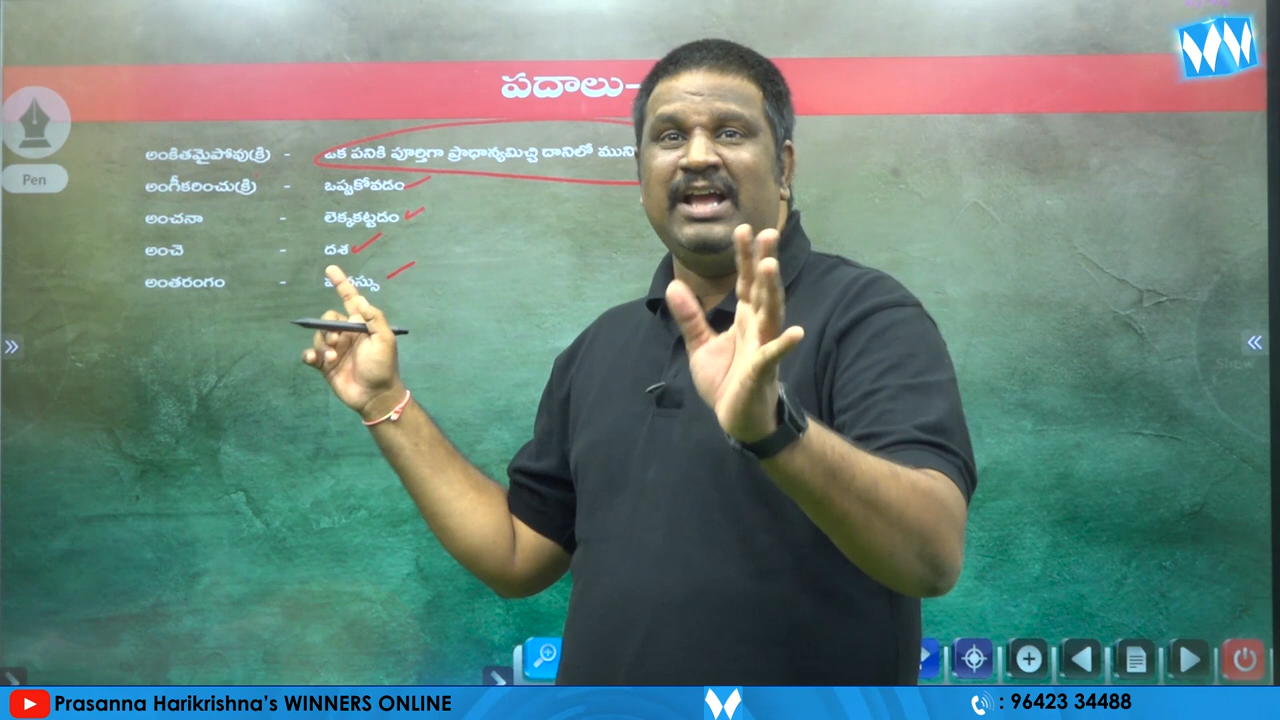 పదాలు-
Pen
అంకితమైపోవు(క్రి) - ఒక పనికి పూర్తిగా ప్రాధాన్యమిచ్చి దానిలో
అంగీకరించు(క్రి) - ఒప్పుకోవడం
అంచనా - లెక్కకట్టడం
అంచె - దశ
అంతరంగం -
Show
Prasanna Harikrishna's WINNERS ONLINE
: 96423 34488